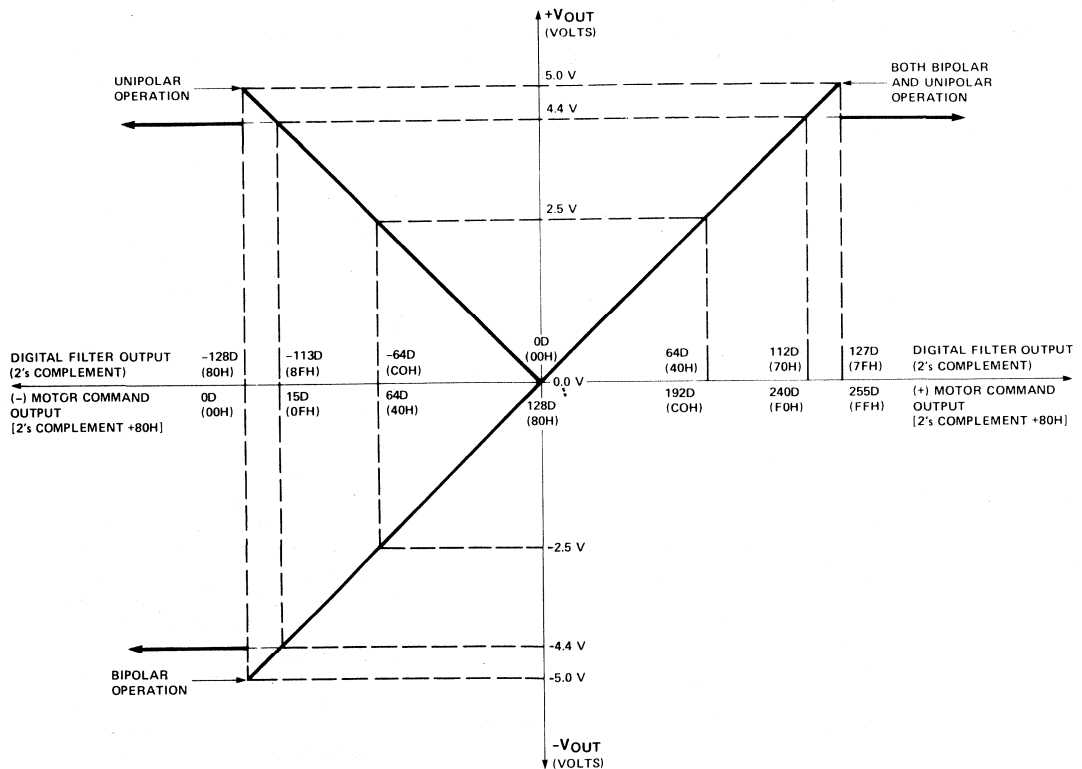 +VOUT
(VOLTS)
UNIPOLAR
OPERATION
BOTH BIPOLAR
AND UNIPOLAR
OPERATION
5.0 V
4.4 V
2.5 V
DIGITAL FILTER OUTPUT
(2's COMPLEMENT)
-128D
(80H)
-113D
(8FH)
-64D
(COH)
0D
(00H)
64D
(40H)
112D
(70H)
127D
(7FH)
DIGITAL FILTER OUTPUT
(2's COMPLEMENT)
0.0 V
(-) MOTOR COMMAND
OUTPUT
[2's COMPLEMENT +80H]
0D
(00H)
15D
(0FH)
64D
(40H)
128D
(80H)
192D
(COH)
240D
(F0H)
255D
(FFH)
(+) MOTOR COMMAND
OUTPUT
[2's COMPLEMENT +80H]
-2.5 V
-4.4 V
-5.0 V
BIPOLAR
OPERATION
-VOUT
(VOLTS)